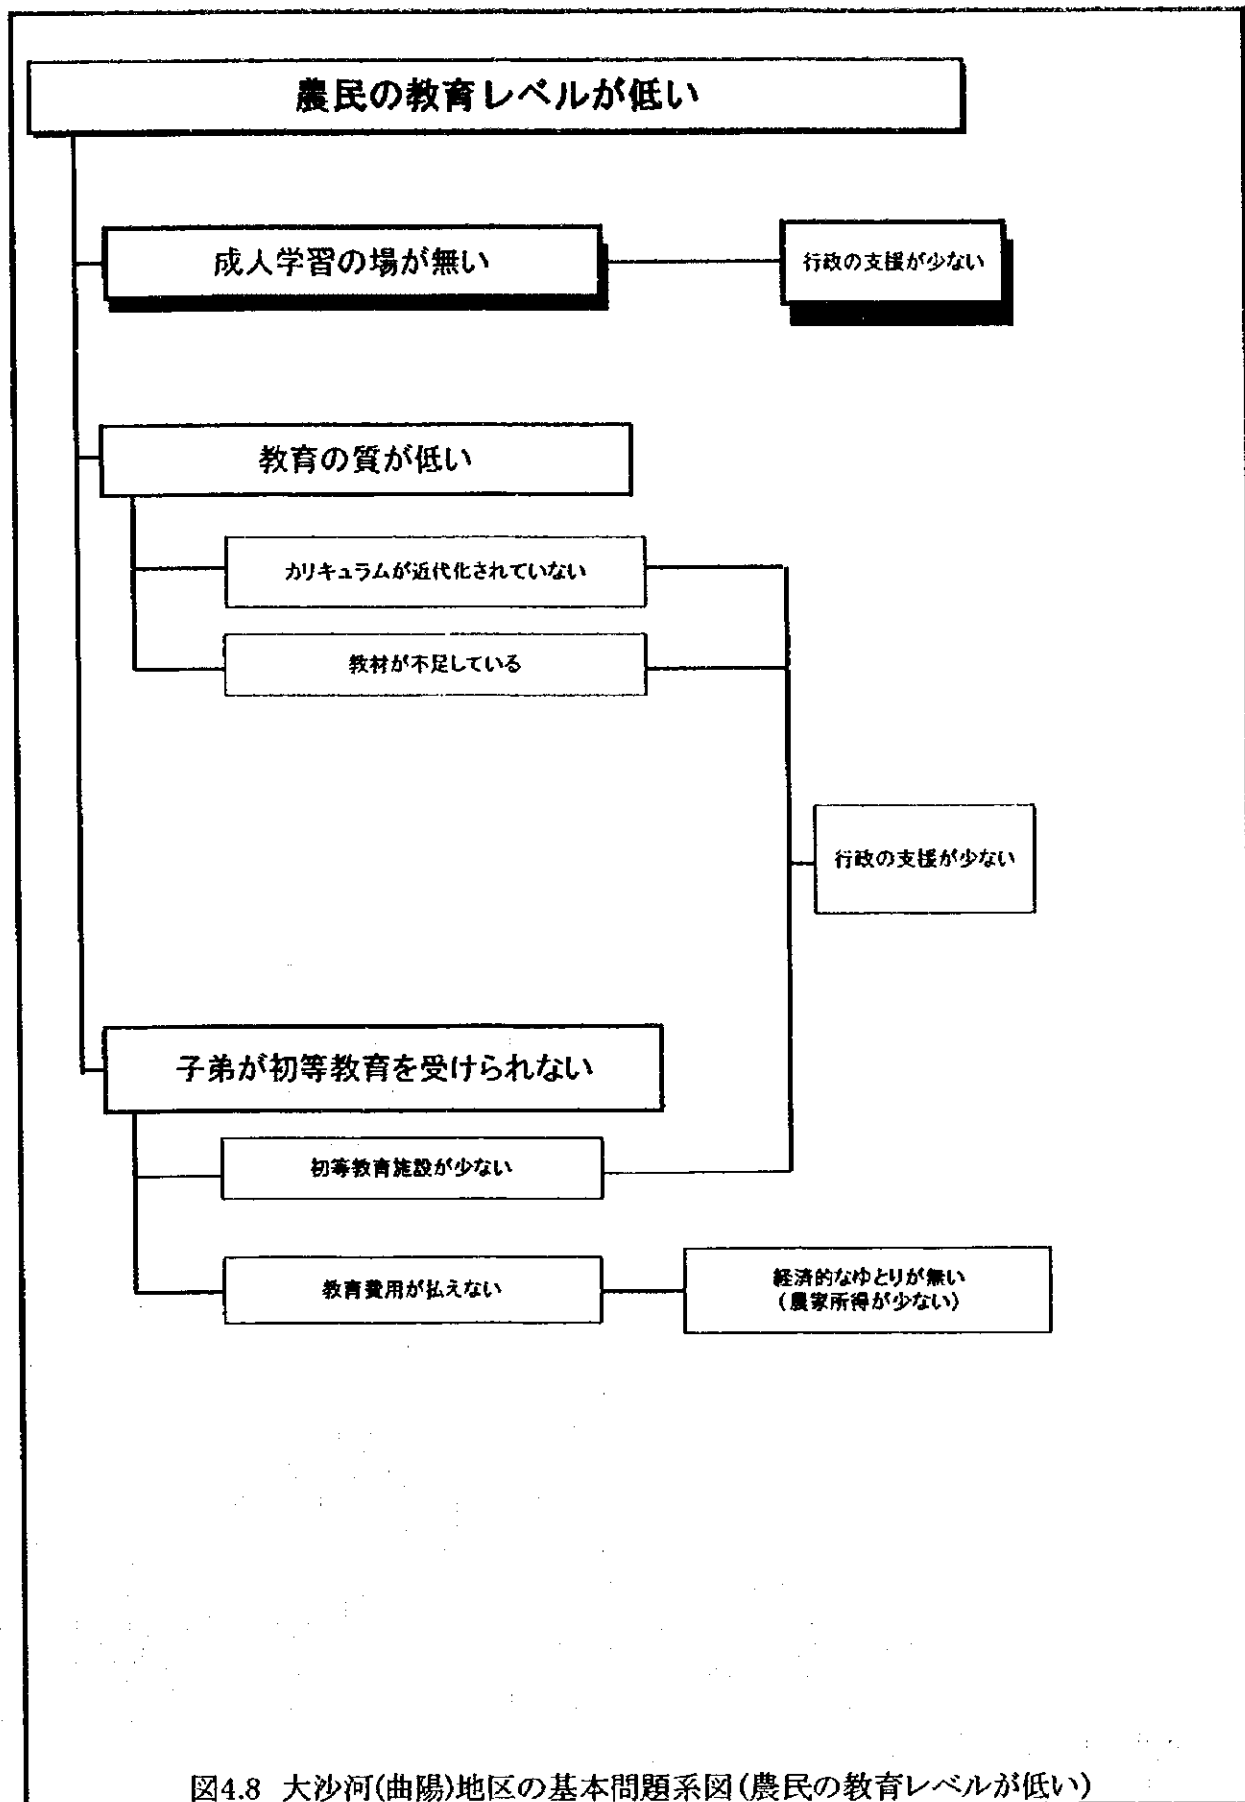 農民の教育レベルが低い
成人学習の場が無い
行政の支援が少ない
教育の質が低い
カリキュラムが近代化されていない
教材が不足している
行政の支援が少ない
子弟が初等教育を受けられない
初等教育施設が少ない
教育費用が払えない
経済的なゆとりが無い
(農家所得が少ない)
図4.8 大沙河(曲陽)地区の基本問題系図(農民の教育レベルが低い)